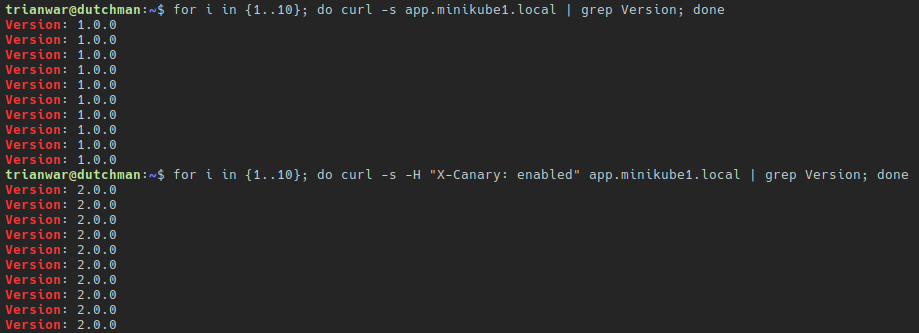 trianwar@dutchman:~$ for i in {1..10}; do curl -s app.minikube1.local | grep Version; done
Version: 1.0.0
Version: 1.0.0
Version: 1.0.0
Version: 1.0.0
Version: 1.0.0
Version: 1.0.0
Version: 1.0.0
Version: 1.0.0
Version: 1.0.0
Version: 1.0.0
trianwar@dutchman:~$ for i in {1..10}; do curl -s -H "X-Canary: enabled" app.minikube1.local | grep Version; done
Version: 2.0.0
Version: 2.0.0
Version: 2.0.0
Version: 2.0.0
Version: 2.0.0
Version: 2.0.0
Version: 2.0.0
Version: 2.0.0
Version: 2.0.0
Version: 2.0.0